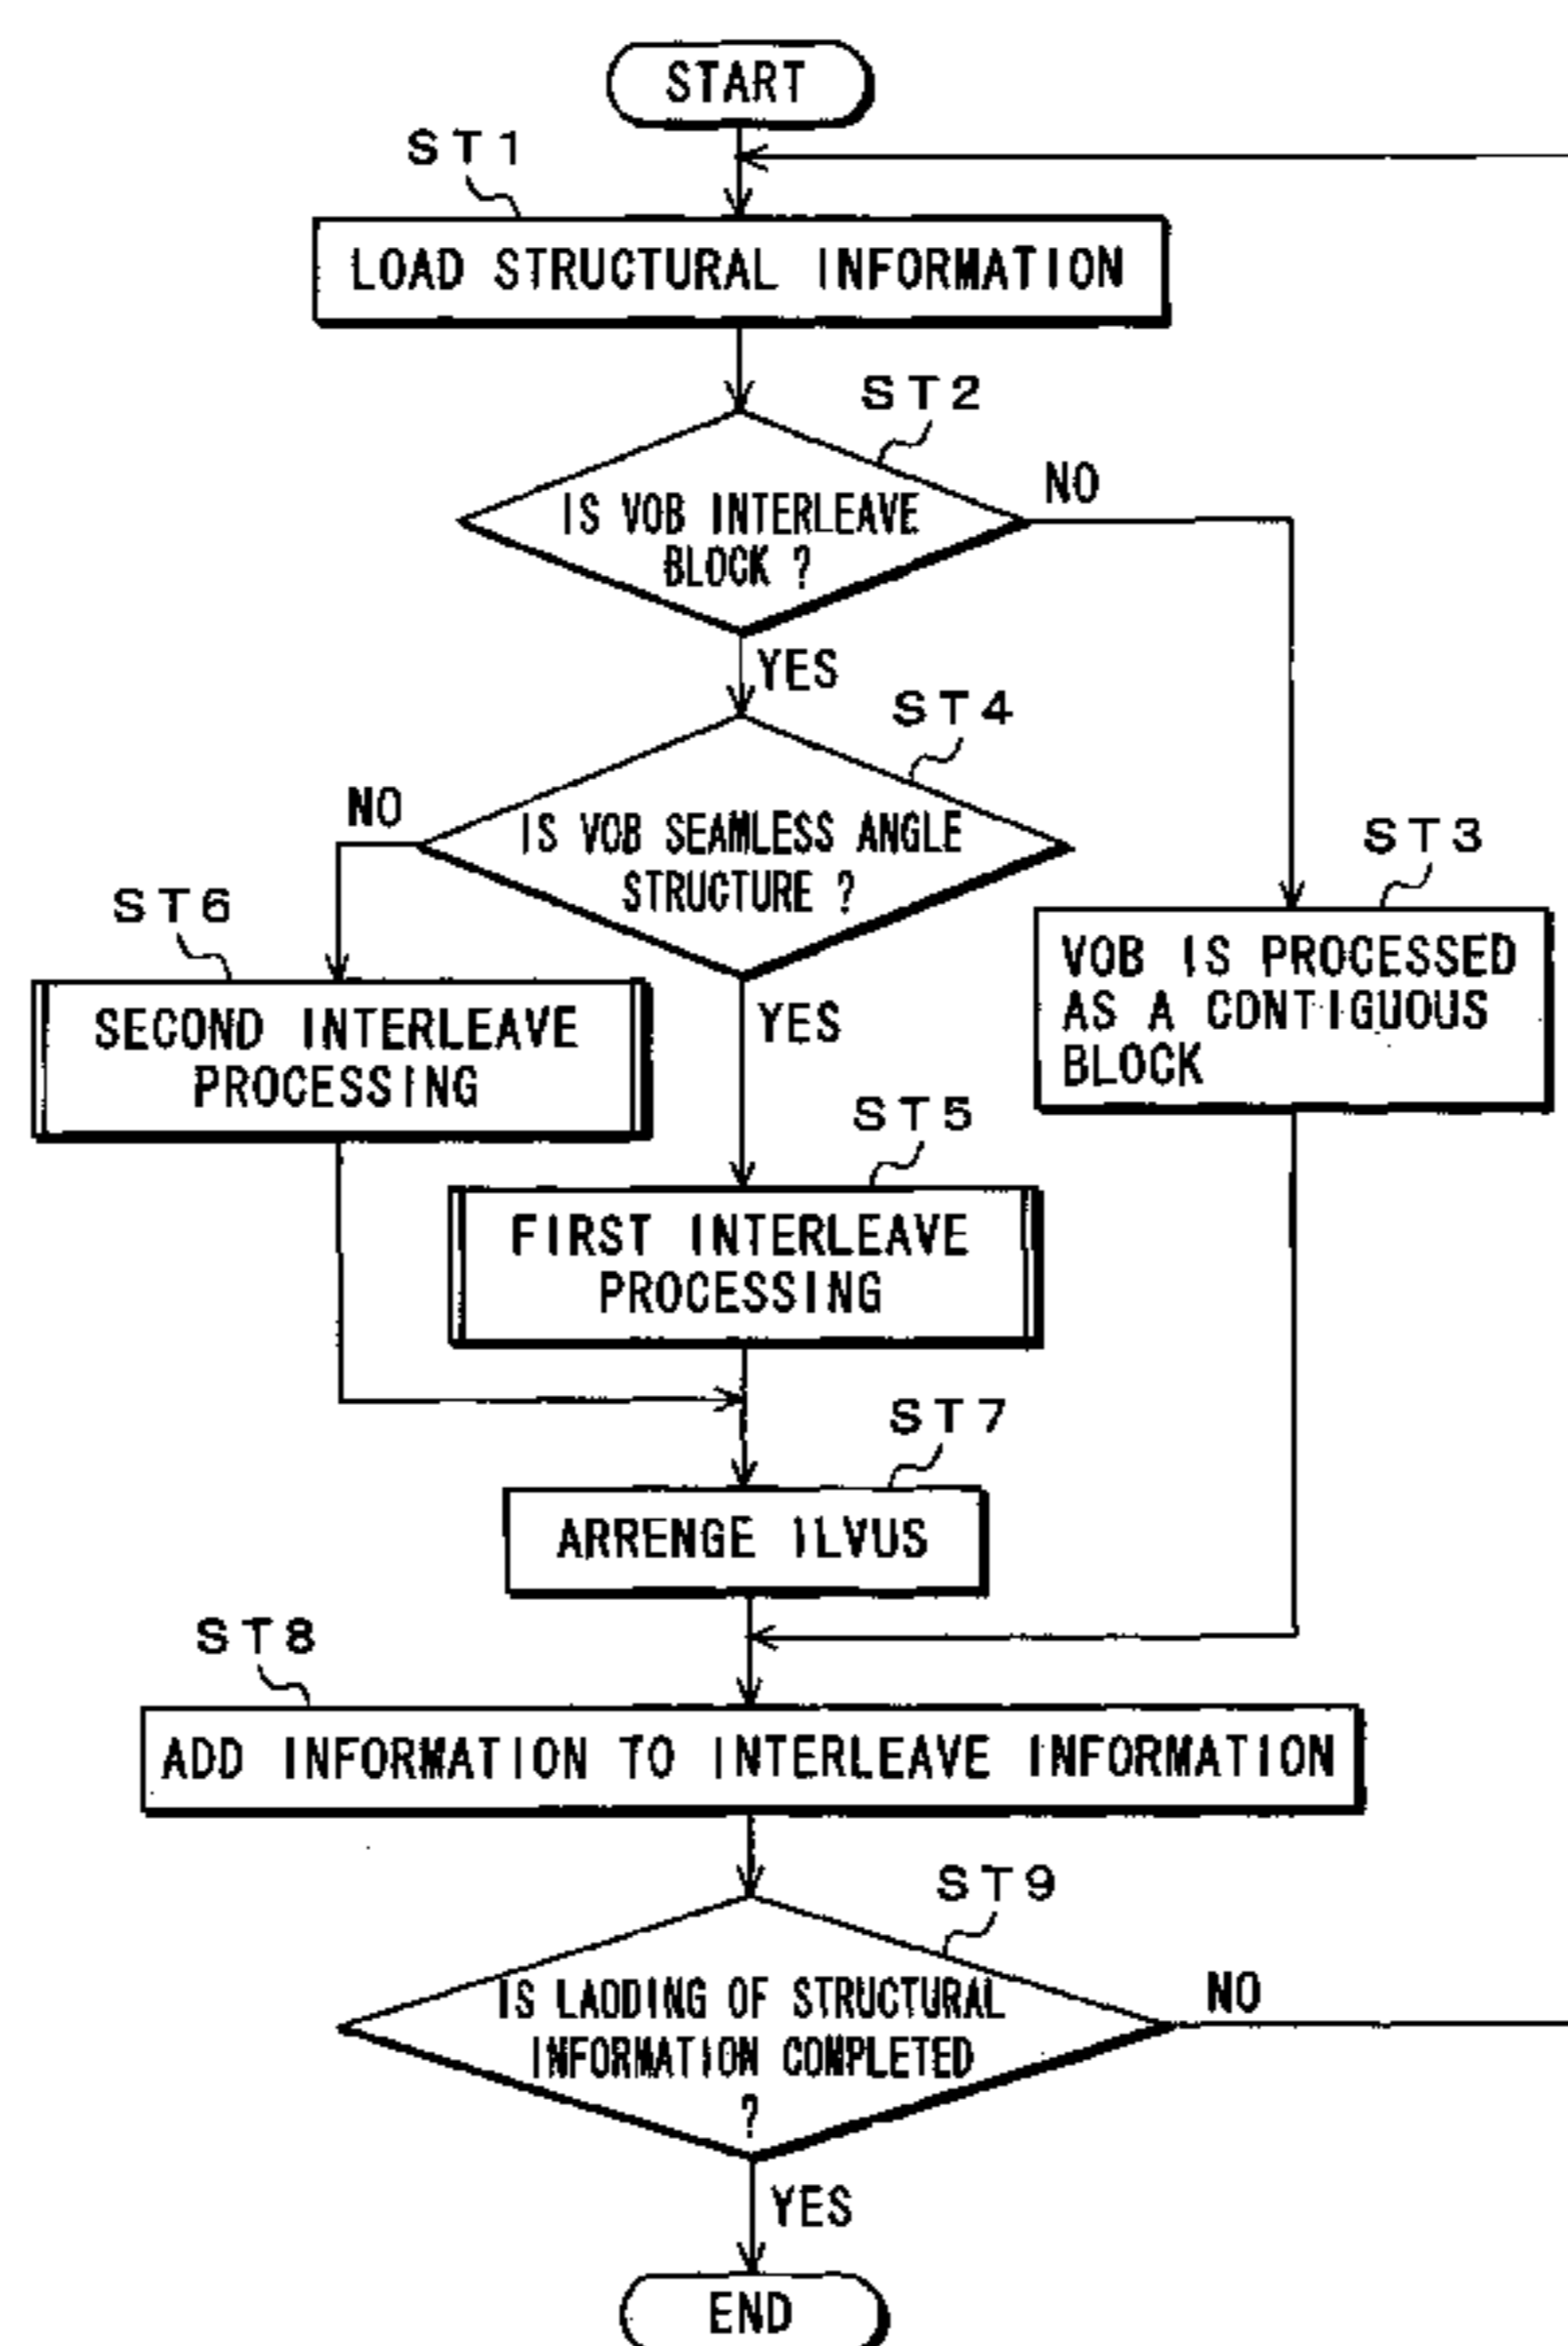 START
ST1
LOAD STRUCTURAL INFORMATION
ST2
IS VOB INTERLEAVE
BLOCK ?
NO
YES
ST4
IS VOB SEAMLESS ANGLE
STRUCTURE ?
NO
YES
ST3
VOB IS PROCESSED
AS A CONTIGUOUS
BLOCK
ST6
SECOND INTERLEAVE
PROCESSING
ST5
FIRST INTERLEAVE
PROCESSING
ST7
ARRENGE ILVUS
ST8
ADD INFORMATION TO INTERLEAVE INFORMATION
ST9
IS LAODING OF STRUCTURAL
INFORMATION COMPLETED
?
NO
YES
END